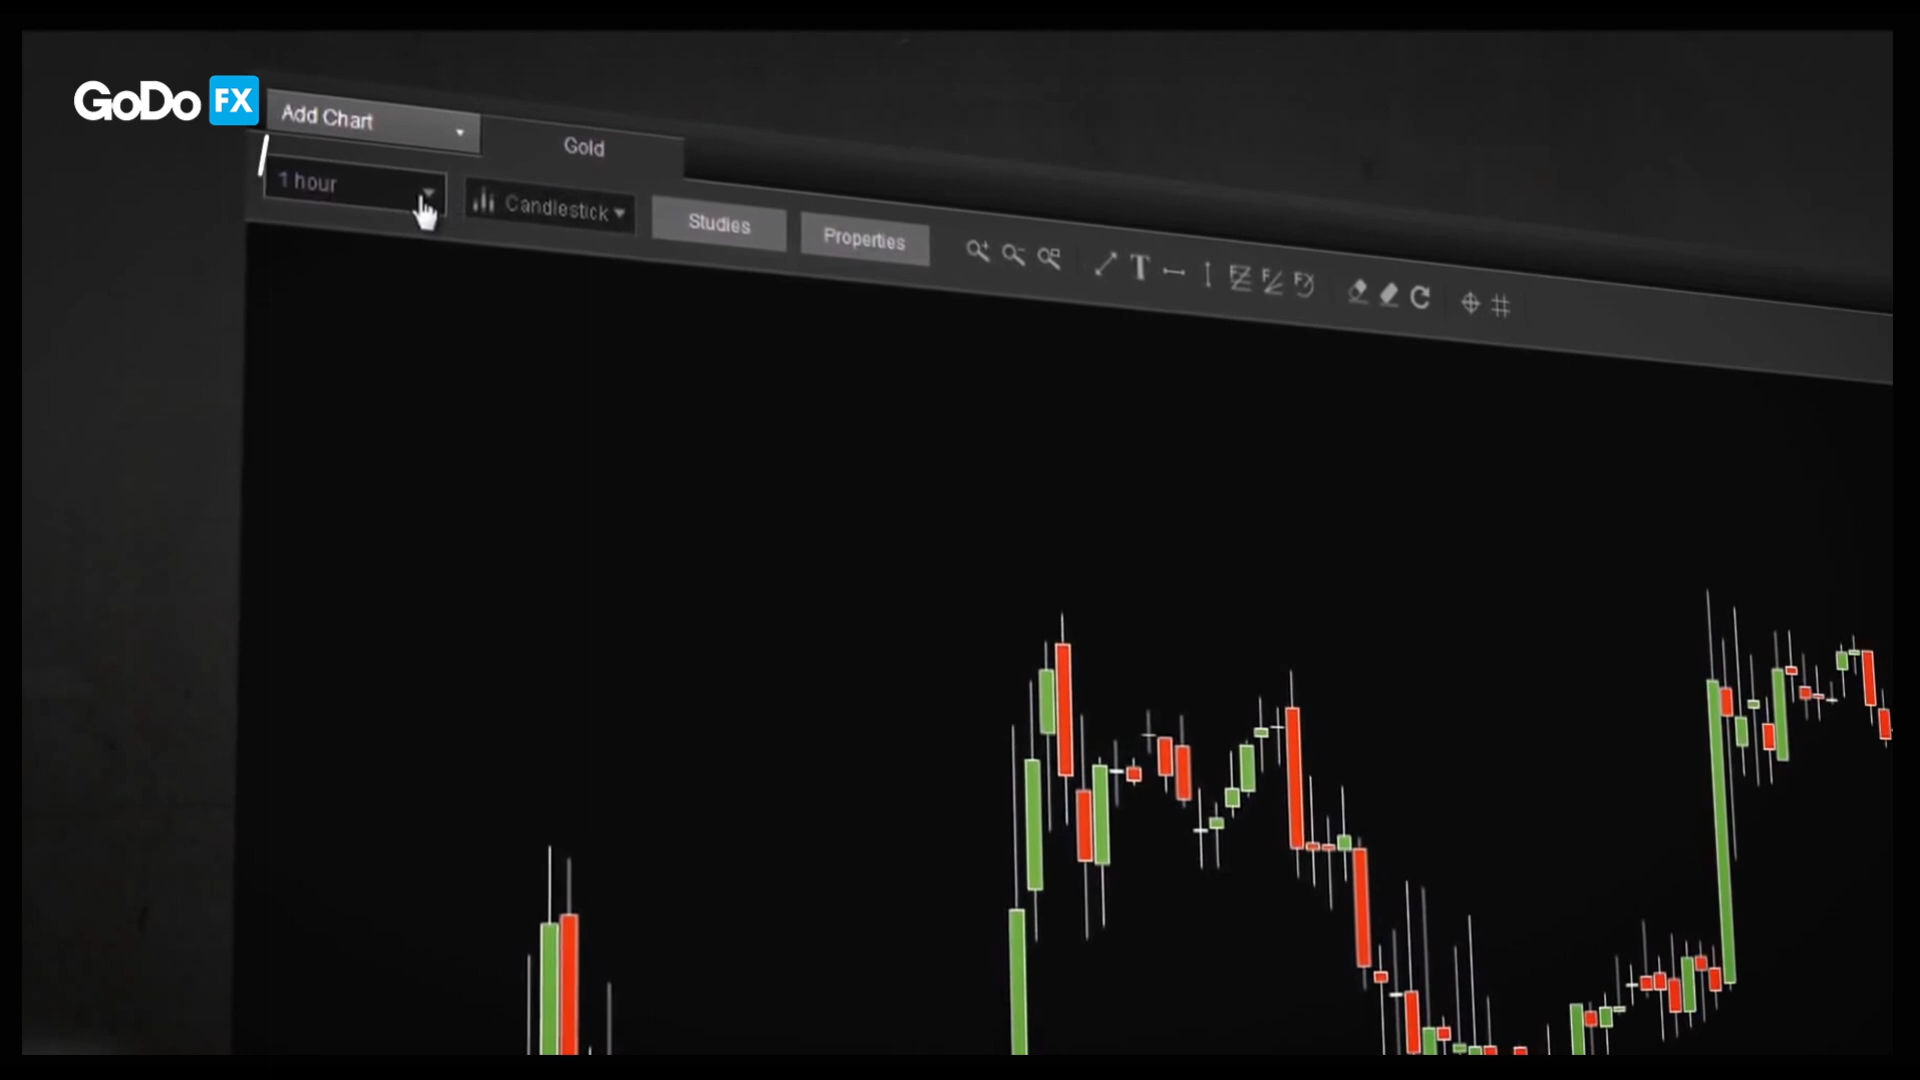 GoDo FX
Add Chart
Gold
1 hour
Candlestick
Studies
Properties